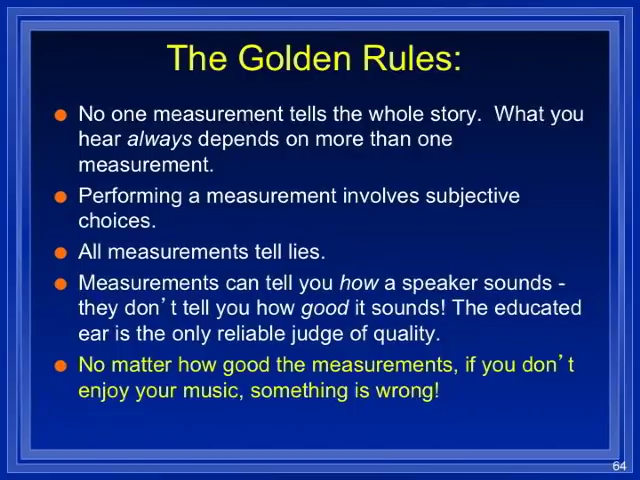 The Golden Rules:
No one measurement tells the whole story.  What you
hear always depends on more than one
measurement.
Performing a measurement involves subjective
choices.
All measurements tell lies.
Measurements can tell you how a speaker sounds -
they don’t tell you how good it sounds! The educated
ear is the only reliable judge of quality.
No matter how good the measurements, if you don’t
enjoy your music, something is wrong!
64